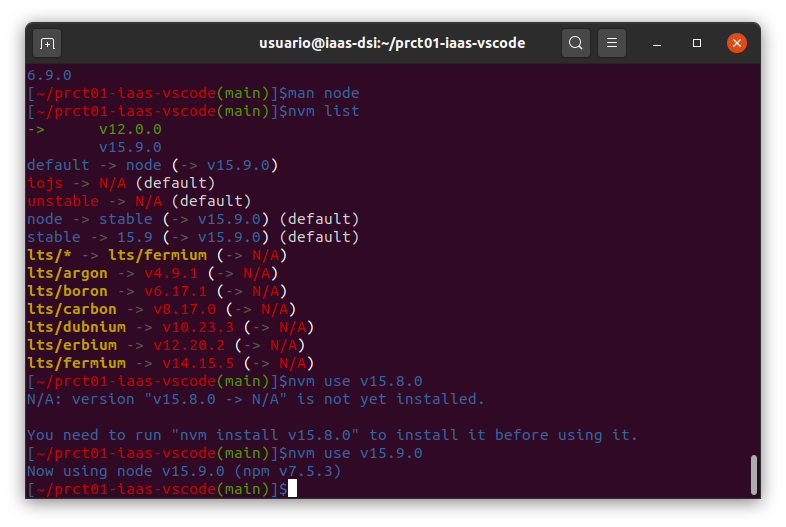 usuario@iaas-dsi:~/prct01-iaas-vscode
6.9.0
[~/prct01-iaas-vscode(main)]$man node
[~/prct01-iaas-vscode(main)]$nvm list
->      v12.0.0
        v15.9.0
default -> node (-> v15.9.0)
iojs -> N/A (default)
unstable -> N/A (default)
node -> stable (-> v15.9.0) (default)
stable -> 15.9 (-> v15.9.0) (default)
lts/* -> lts/fermium (-> N/A)
lts/argon -> v4.9.1 (-> N/A)
lts/boron -> v6.17.1 (-> N/A)
lts/carbon -> v8.17.0 (-> N/A)
lts/dubnium -> v10.23.3 (-> N/A)
lts/erbium -> v12.20.2 (-> N/A)
lts/fermium -> v14.15.5 (-> N/A)
[~/prct01-iaas-vscode(main)]$nvm use v15.8.0
N/A: version "v15.8.0 -> N/A" is not yet installed.

You need to run "nvm install v15.8.0" to install it before using it.
[~/prct01-iaas-vscode(main)]$nvm use v15.9.0
Now using node v15.9.0 (npm v7.5.3)
[~/prct01-iaas-vscode(main)]$